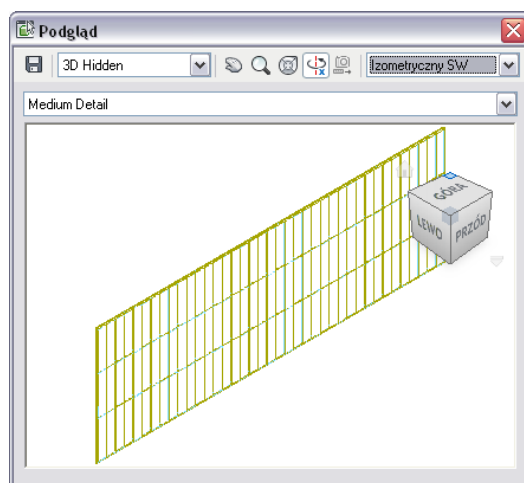 Podgląd
3D Hidden
Izometryczny SW
Medium Detail
GÓRA
LEWO
PRZÓD